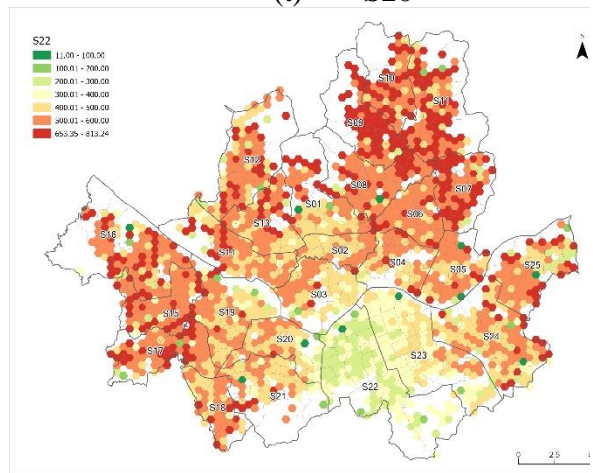 S22
11.00 - 100.00
100.01 - 200.00
200.01 - 300.00
300.01 - 400.00
400.01 - 500.00
500.01 - 600.00
653.35 - 813.24
S10
S11
S09
S12
S08
S07
S01
S06
S13
S16
S14
S02
S04
S05
S25
S03
S15
S19
S17
S20
S24
S23
S22
S21
S18
0
2.5